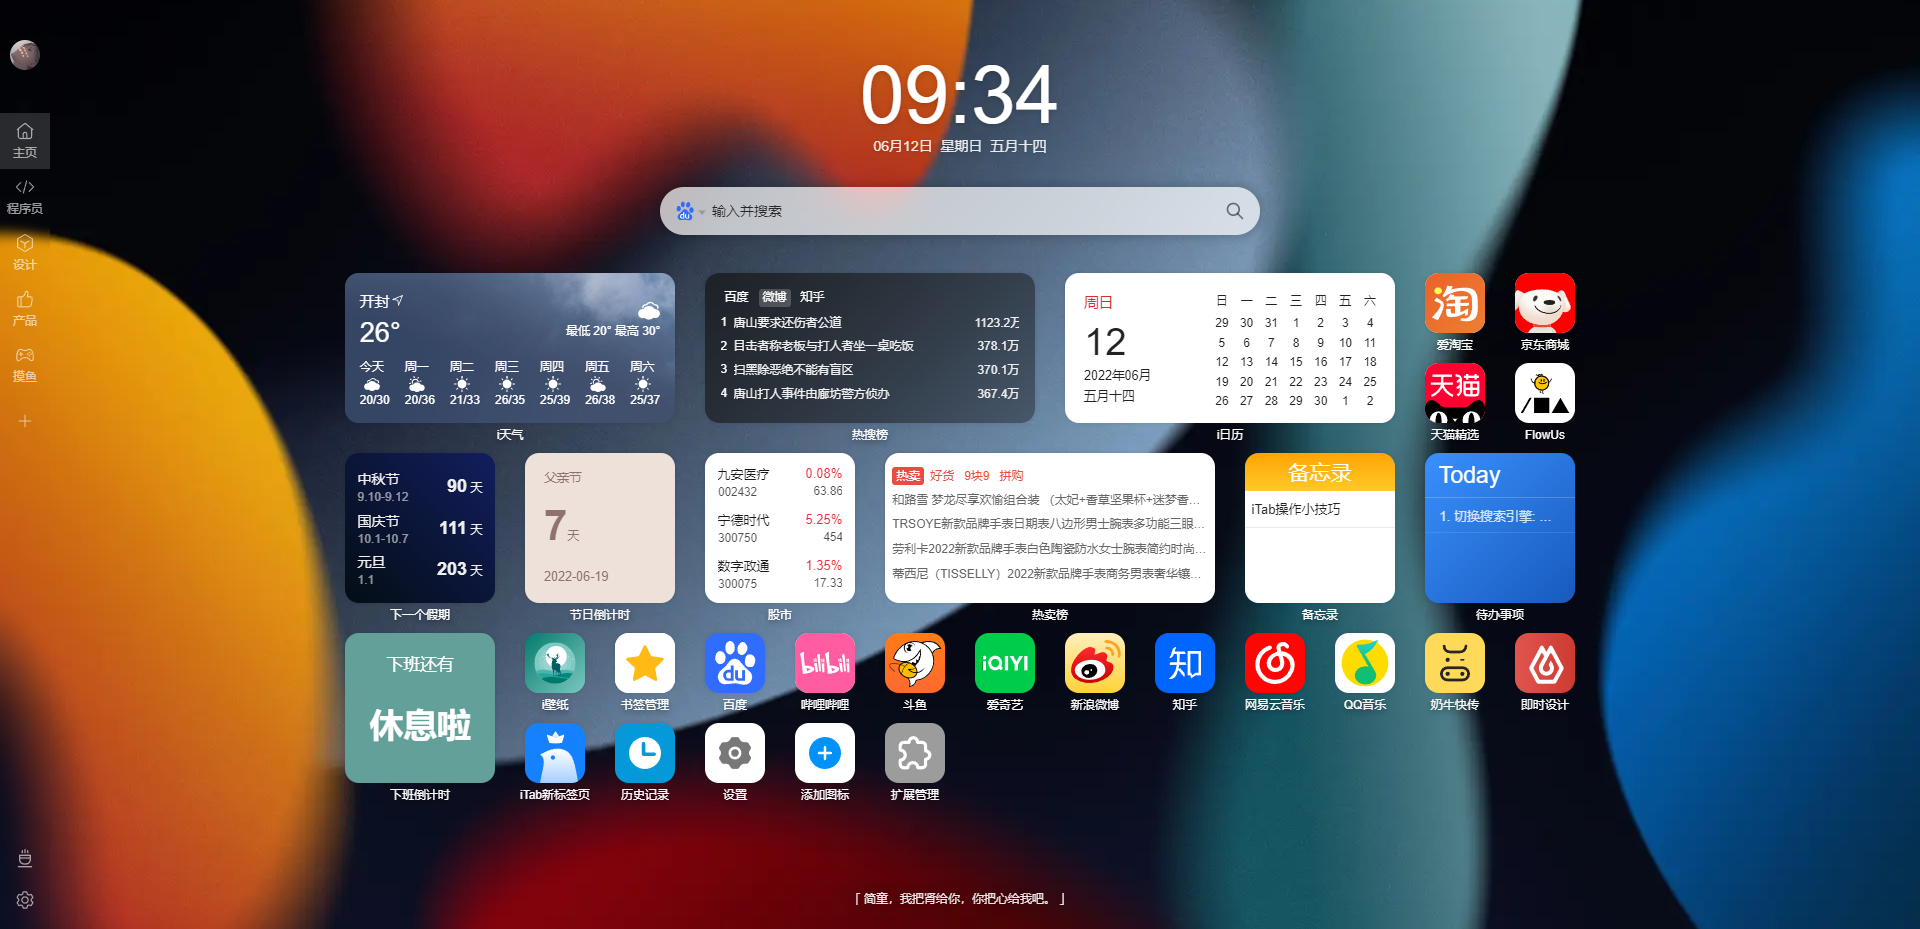 09:34
06月12日 星期日 五月十四
主页
程序员
设计
产品
摸鱼
输入并搜索
开封
26°
最低 20° 最高 30°
今天 周一 周二 周三 周四 周五 周六
20/30 20/36 21/33 26/35 25/39 26/38 25/37
i天气
百度 微博 知乎
1 唐山要求还伤者公道 1123.2万
2 目击者称老板与打人者坐一桌吃饭 378.1万
3 扫黑除恶绝不能有盲区 370.1万
4 唐山打人事件由廊坊警方侦办 367.4万
热搜榜
周日
12
2022年06月
五月十四
日 一 二 三 四 五 六
29 30 31 1 2 3 4
5 6 7 8 9 10 11
12 13 14 15 16 17 18
19 20 21 22 23 24 25
26 27 28 29 30 1 2
i日历
淘
爱淘宝
京东商城
天猫
天猫精选
FlowUs
中秋节
9.10-9.12
90 天
国庆节
10.1-10.7
111 天
元旦
1.1
203 天
下一个假期
父亲节
7 天
2022-06-19
节日倒计时
九安医疗 0.08%
002432 63.86
宁德时代 5.25%
300750 454
数字政通 1.35%
300075 17.33
股市
热卖 好货 9块9 拼购
和路雪 梦龙尽享欢愉组合装 （太妃+香草坚果杯+迷梦香...
TRSOYE新款品牌手表日期表八边形男士腕表多功能三眼...
劳利卡2022新款品牌手表白色陶瓷防水女士腕表简约时尚...
蒂西尼（TISSELLY）2022新款品牌手表商务男表奢华镶...
热卖榜
备忘录
iTab操作小技巧
备忘录
Today
1. 切换搜索引擎: ...
待办事项
下班还有
休息啦
下班倒计时
i壁纸
书签管理
du
百度
bilibili
哔哩哔哩
斗鱼
iQIYI
爱奇艺
新浪微博
知
知乎
网易云音乐
QQ音乐
奶牛快传
即时设计
iTab新标签页
历史记录
设置
添加图标
扩展管理
「 简童，我把肾给你，你把心给我吧。 」